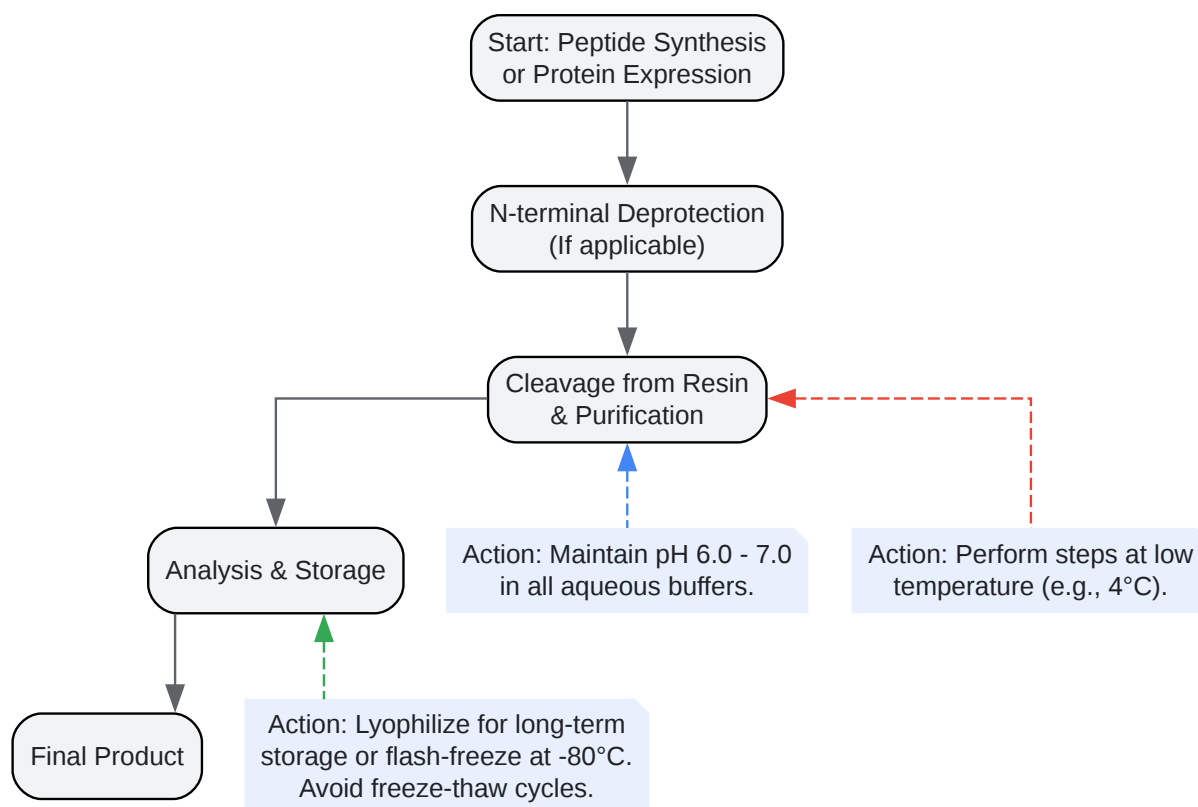 Start: Peptide Synthesis
or Protein Expression
N-terminal Deprotection
(If applicable)
Cleavage from Resin
& Purification
Analysis & Storage
Action: Maintain pH 6.0 - 7.0
in all aqueous buffers.
Action: Perform steps at low
temperature (e.g., 4°C).
Final Product
Action: Lyophilize for long-term
storage or flash-freeze at -80°C.
Avoid freeze-thaw cycles.